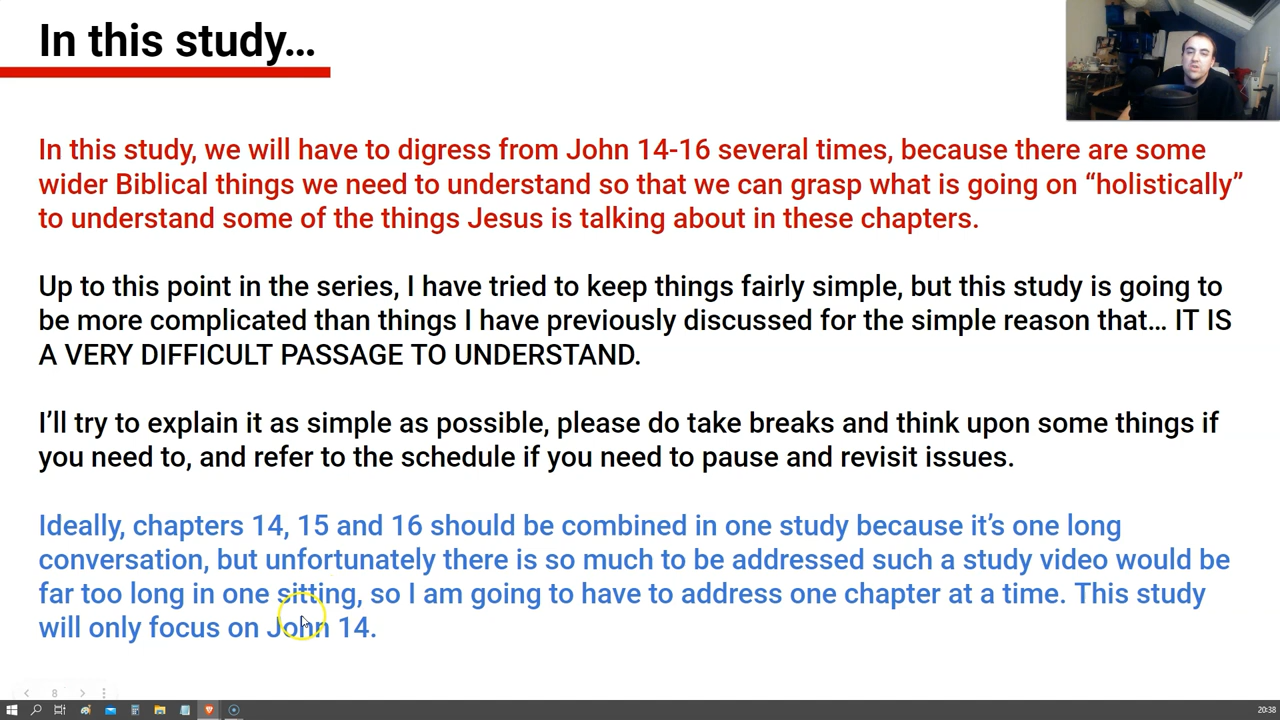 In this study...
In this study, we will have to digress from John 14-16 several times, because there are some
wider Biblical things we need to understand so that we can grasp what is going on “holistically”
to understand some of the things Jesus is talking about in these chapters.
Up to this point in the series, I have tried to keep things fairly simple, but this study is going to
be more complicated than things I have previously discussed for the simple reason that... IT IS
A VERY DIFFICULT PASSAGE TO UNDERSTAND.
I’ll try to explain it as simple as possible, please do take breaks and think upon some things if
you need to, and refer to the schedule if you need to pause and revisit issues.
Ideally, chapters 14, 15 and 16 should be combined in one study because it’s one long
conversation, but unfortunately there is so much to be addressed such a study video would be
far too long in one sitting, so I am going to have to address one chapter at a time. This study
will only focus on John 14.
8
20:38